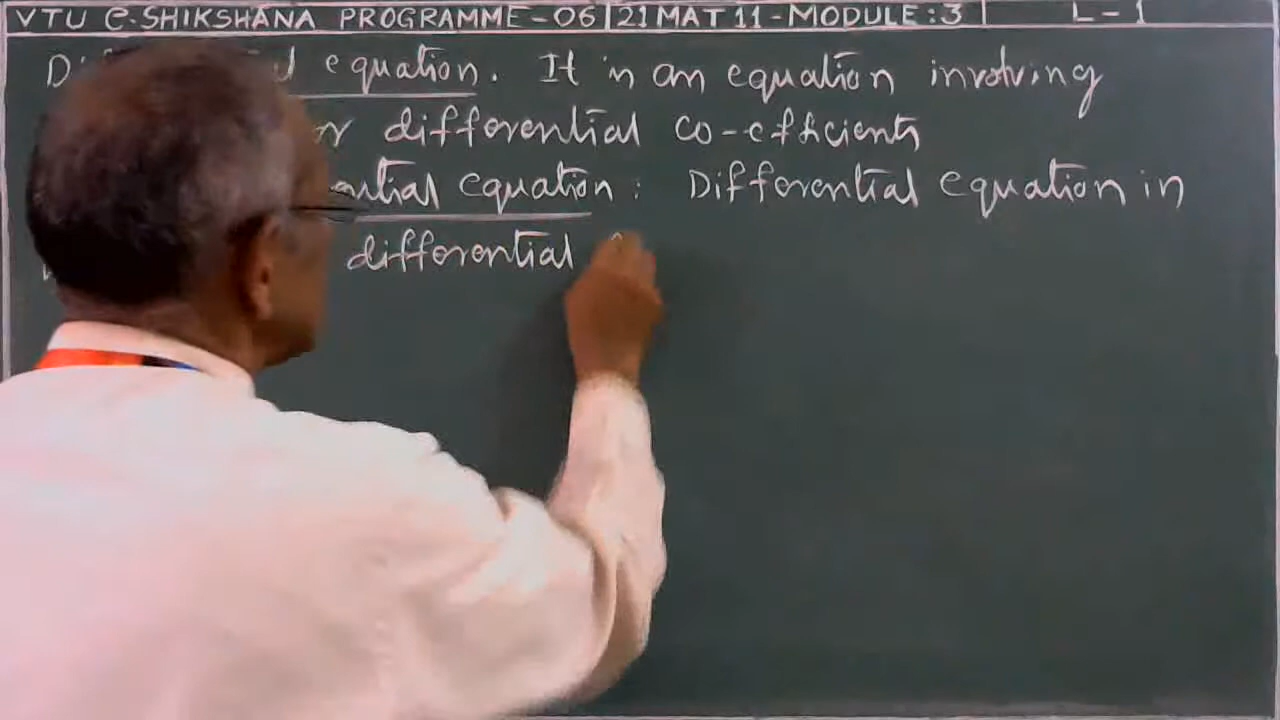 VTU e-SHIKSHANA PROGRAMME-06 21MAT11-MODULE:3 L-1
equation. It is an equation involving
or differential co-efficients
equation: Differential equation in
differential